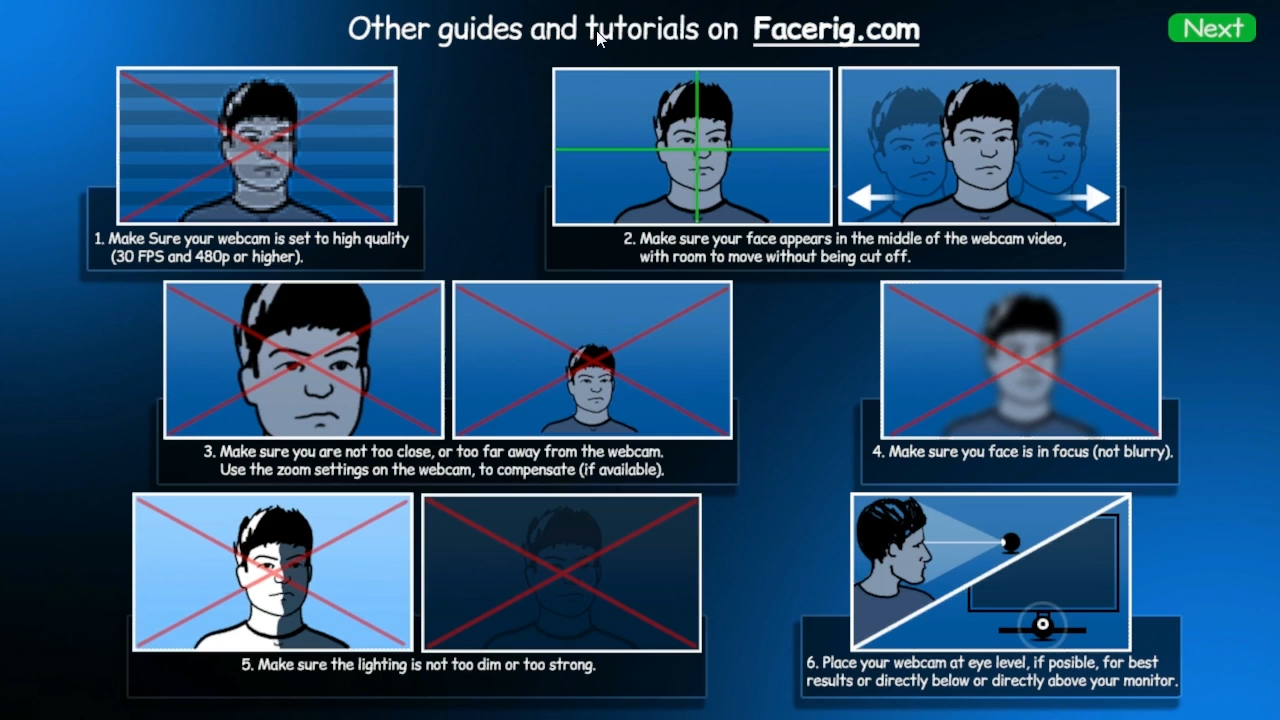 Other guides and tutorials on Facerig.com
Next
1. Make Sure your webcam is set to high quality
(30 FPS and 480p or higher).
2. Make sure your face appears in the middle of the webcam video,
with room to move without being cut off.
3. Make sure you are not too close, or too far away from the webcam.
Use the zoom settings on the webcam, to compensate (if available).
4. Make sure you face is in focus (not blurry).
5. Make sure the lighting is not too dim or too strong.
6. Place your webcam at eye level, if posible, for best
results or directly below or directly above your monitor.